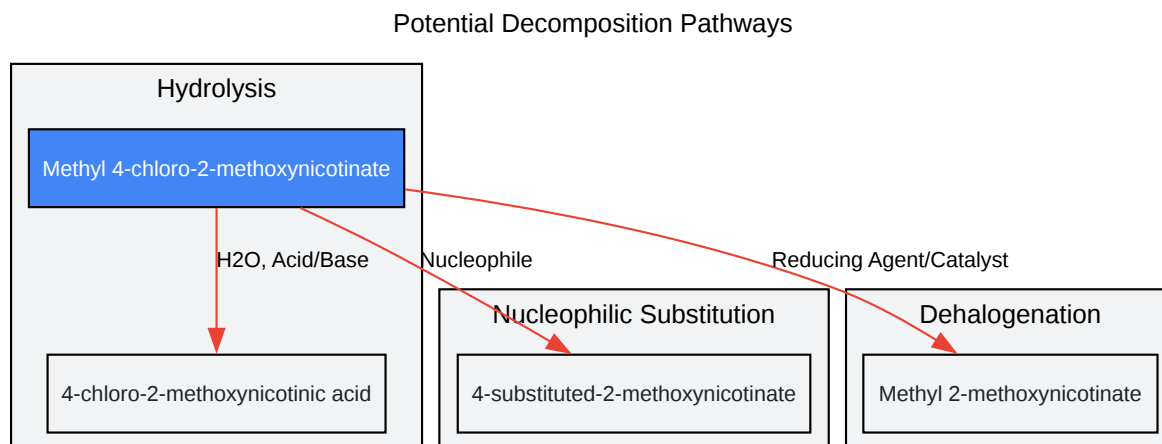 Potential Decomposition Pathways
Hydrolysis
Methyl 4-chloro-2-methoxynicotinate
H2O, Acid/Base
Nucleophile
Reducing Agent/Catalyst
Nucleophilic Substitution
Dehalogenation
4-chloro-2-methoxynicotinic acid
4-substituted-2-methoxynicotinate
Methyl 2-methoxynicotinate